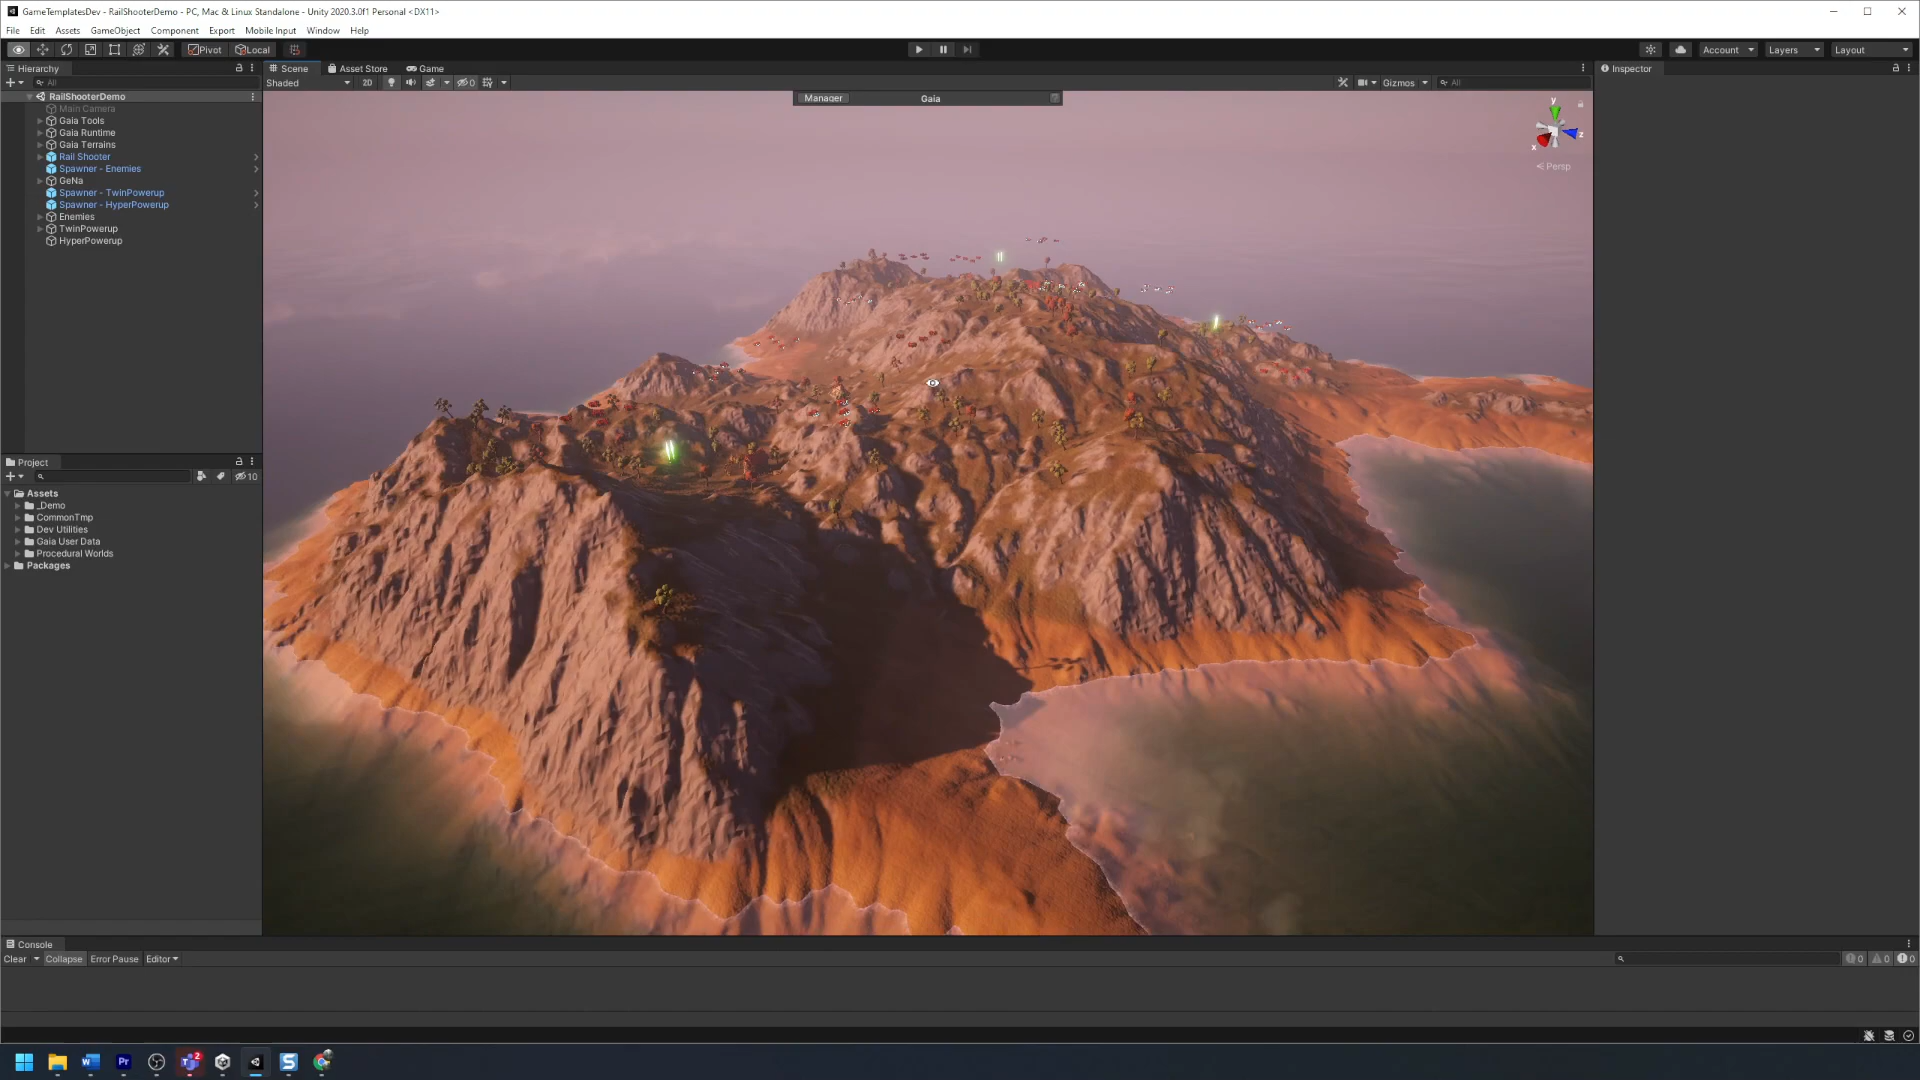 GameTemplatesDev - RailShooterDemo - PC, Mac & Linux Standalone - Unity 2020.3.0f1 Personal <DX11>
File Edit Assets GameObject Component Export Mobile Input Window Help
Pivot Local Account Layers Layout
Hierarchy
All
RailShooterDemo
Main Camera
Gaia Tools
Gaia Runtime
Gaia Terrains
Rail Shooter
Spawner - Enemies
GeNa
Spawner - TwinPowerup
Spawner - HyperPowerup
Enemies
TwinPowerup
HyperPowerup
Scene Asset Store Game
Shaded 2D 0 Gizmos All
Manager Gaia
y
z
x
Persp
Inspector
Project
10
Assets
_Demo
CommonTmp
Dev Utilities
Gaia User Data
Procedural Worlds
Packages
Console
Clear Collapse Error Pause Editor
0 0 0
W Pr T 2 S